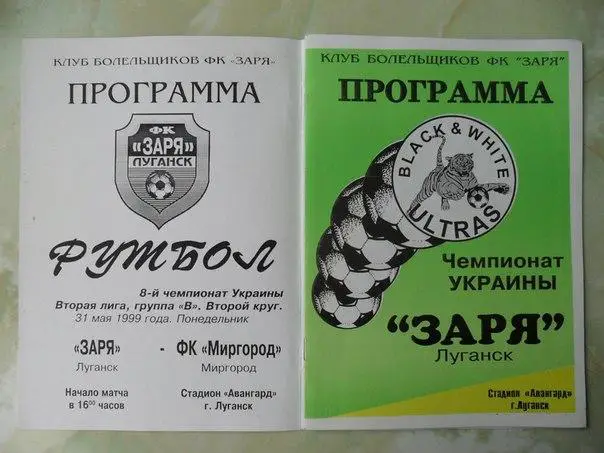 КЛУБ БОЛЕЛЬЩИКОВ ФК «ЗАРЯ»
ПРОГРАММА
ФК
«ЗАРЯ»
ЛУГАНСК
ФУТБОЛ
8-й чемпионат Украины
Вторая лига, группа «В». Второй круг.
31 мая 1999 года. Понедельник
«ЗАРЯ» - ФК «Миргород»
Луганск Миргород
Начало матча
в 16⁰⁰ часов
Стадион «Авангард»
г. Луганск
КЛУБ БОЛЕЛЬЩИКОВ ФК "ЗАРЯ"
ПРОГРАММА
BLACK & WHITE
ULTRAS
Чемпионат
УКРАИНЫ
"ЗАРЯ"
Луганск
Стадион «Авангард»
г.Луганск